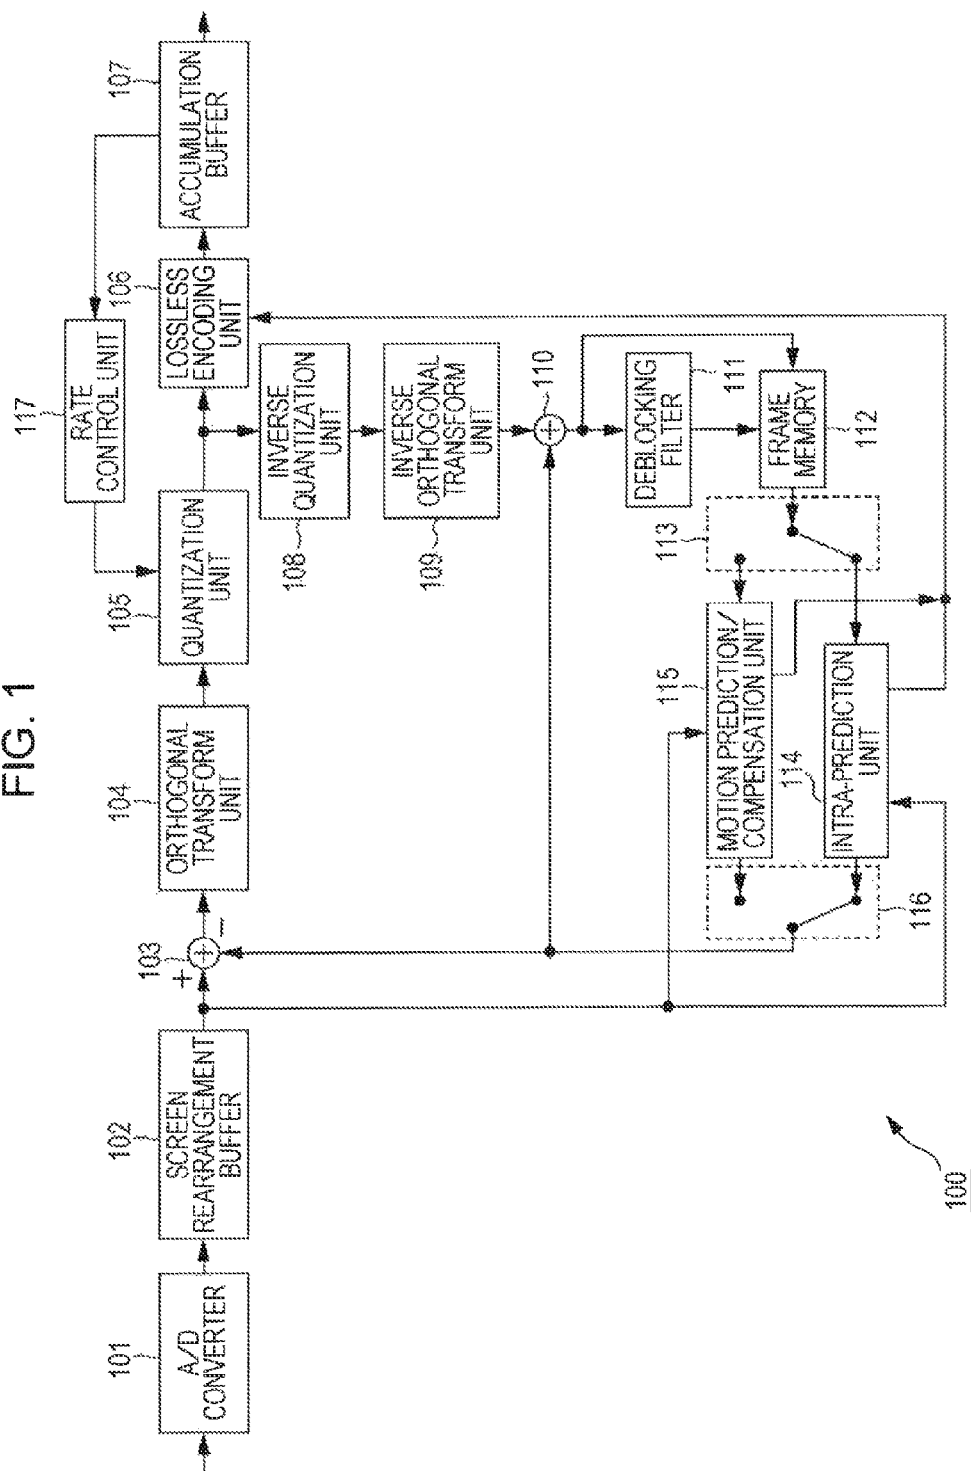 FIG. 1
117
RATE
CONTROL UNIT
101
A/D
CONVERTER
102
SCREEN
REARRANGEMENT
BUFFER
103
+
−
104
ORTHOGONAL
TRANSFORM
UNIT
105
QUANTIZATION
UNIT
106
LOSSLESS
ENCODING
UNIT
107
ACCUMULATION
BUFFER
108
INVERSE
QUANTIZATION
UNIT
109
INVERSE
ORTHOGONAL
TRANSFORM
UNIT
110
111
DEBLOCKING
FILTER
112
FRAME
MEMORY
113
115
MOTION PREDICTION/
COMPENSATION UNIT
114
INTRA-PREDICTION
UNIT
116
100